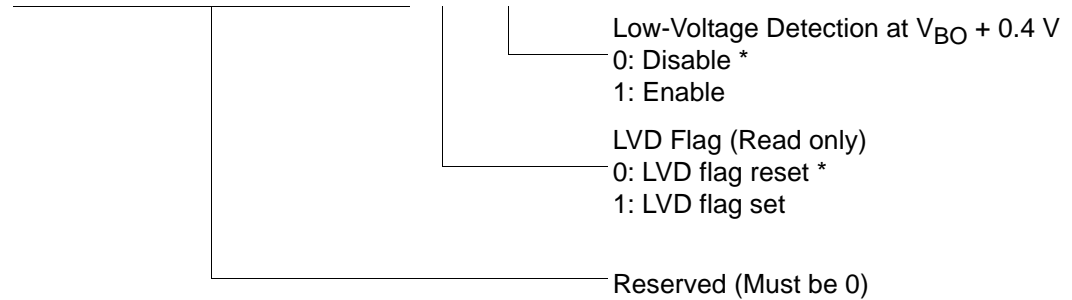 Low-Voltage Detection at VBO + 0.4 V
0: Disable *
1: Enable
LVD Flag (Read only)
0: LVD flag reset *
1: LVD flag set
Reserved (Must be 0)